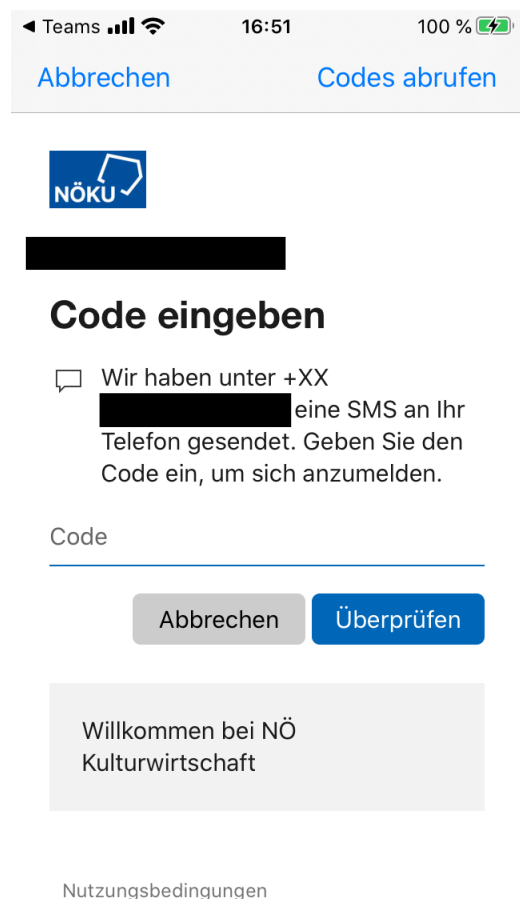 Teams 16:51 100 %
Abbrechen Codes abrufen
NÖKU
Code eingeben
Wir haben unter +XX
eine SMS an Ihr
Telefon gesendet. Geben Sie den
Code ein, um sich anzumelden.
Code
Abbrechen Überprüfen
Willkommen bei NÖ
Kulturwirtschaft
Nutzungsbedingungen